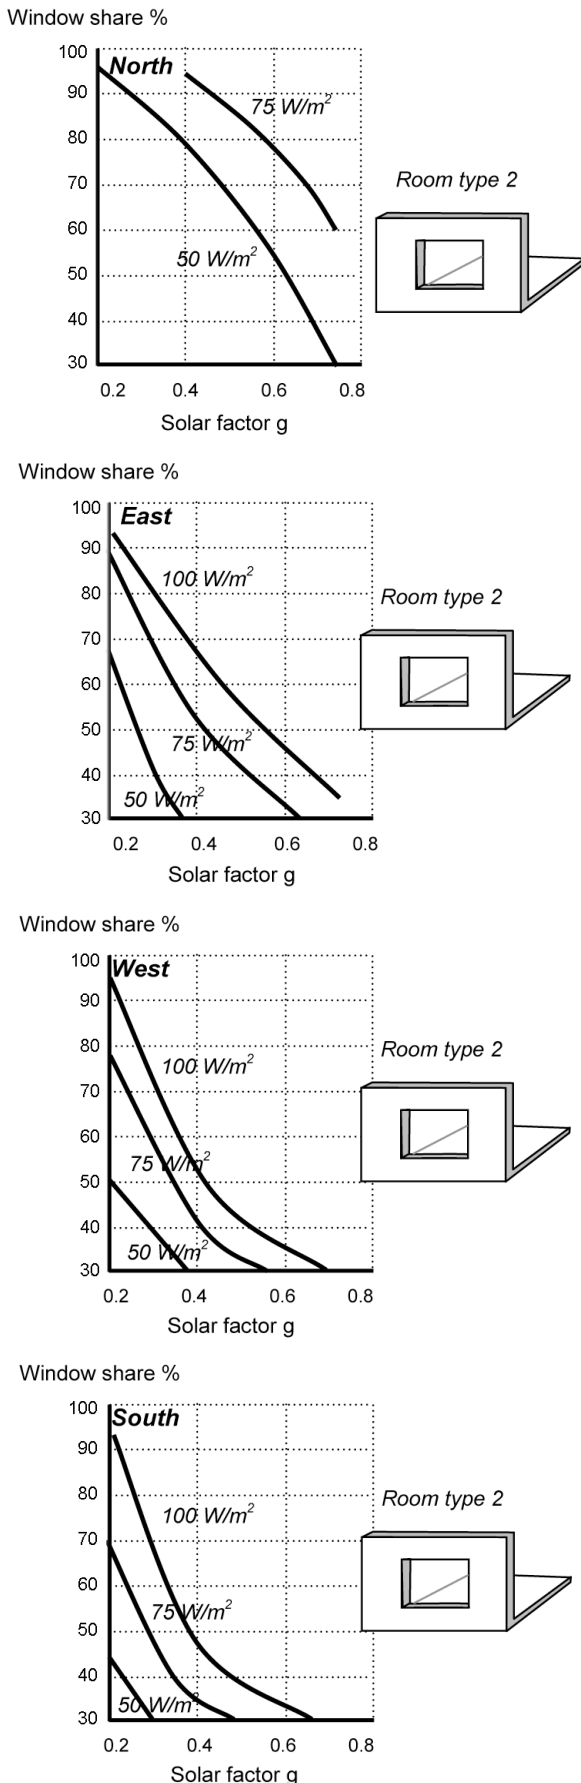 Window share %
100
North
90
75 W/m²
80
70
Room type 2
60
50 W/m²
50
40
30
0.2 0.4 0.6 0.8
Solar factor g
Window share %
100
East
90
100 W/m²
80
Room type 2
70
60
50
75 W/m²
40
50 W/m²
30
0.2 0.4 0.6 0.8
Solar factor g
Window share %
100
West
90
80
Room type 2
100 W/m²
70
60
75 W/m²
50
40
50 W/m²
30
0.2 0.4 0.6 0.8
Solar factor g
Window share %
100
South
90
80
Room type 2
100 W/m²
70
60
75 W/m²
50
40
50 W/m²
30
0.2 0.4 0.6 0.8
Solar factor g